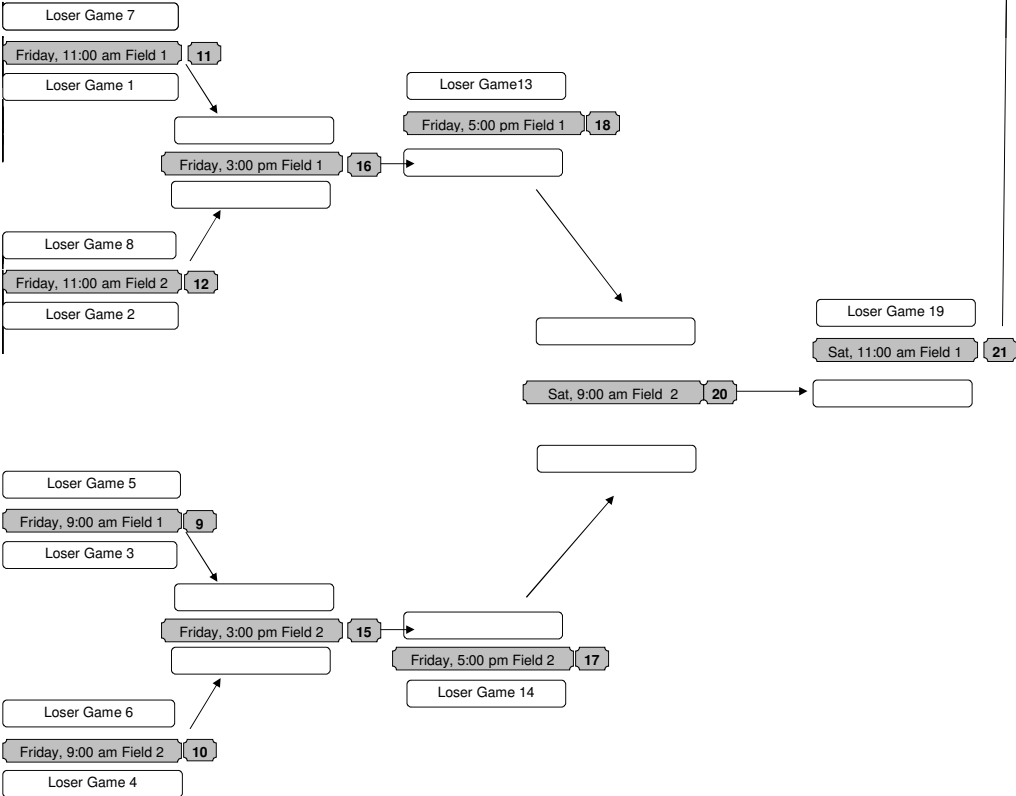 Loser Game 7
Friday, 11:00 am Field 1 11
Loser Game 1
Loser Game13
Friday, 5:00 pm Field 1 18
Friday, 3:00 pm Field 1 16
Loser Game 8
Friday, 11:00 am Field 2 12
Loser Game 2
Loser Game 19
Sat, 11:00 am Field 1 21
Sat, 9:00 am Field 2 20
Loser Game 5
Friday, 9:00 am Field 1 9
Loser Game 3
Friday, 3:00 pm Field 2 15
Friday, 5:00 pm Field 2 17
Loser Game 14
Loser Game 6
Friday, 9:00 am Field 2 10
Loser Game 4